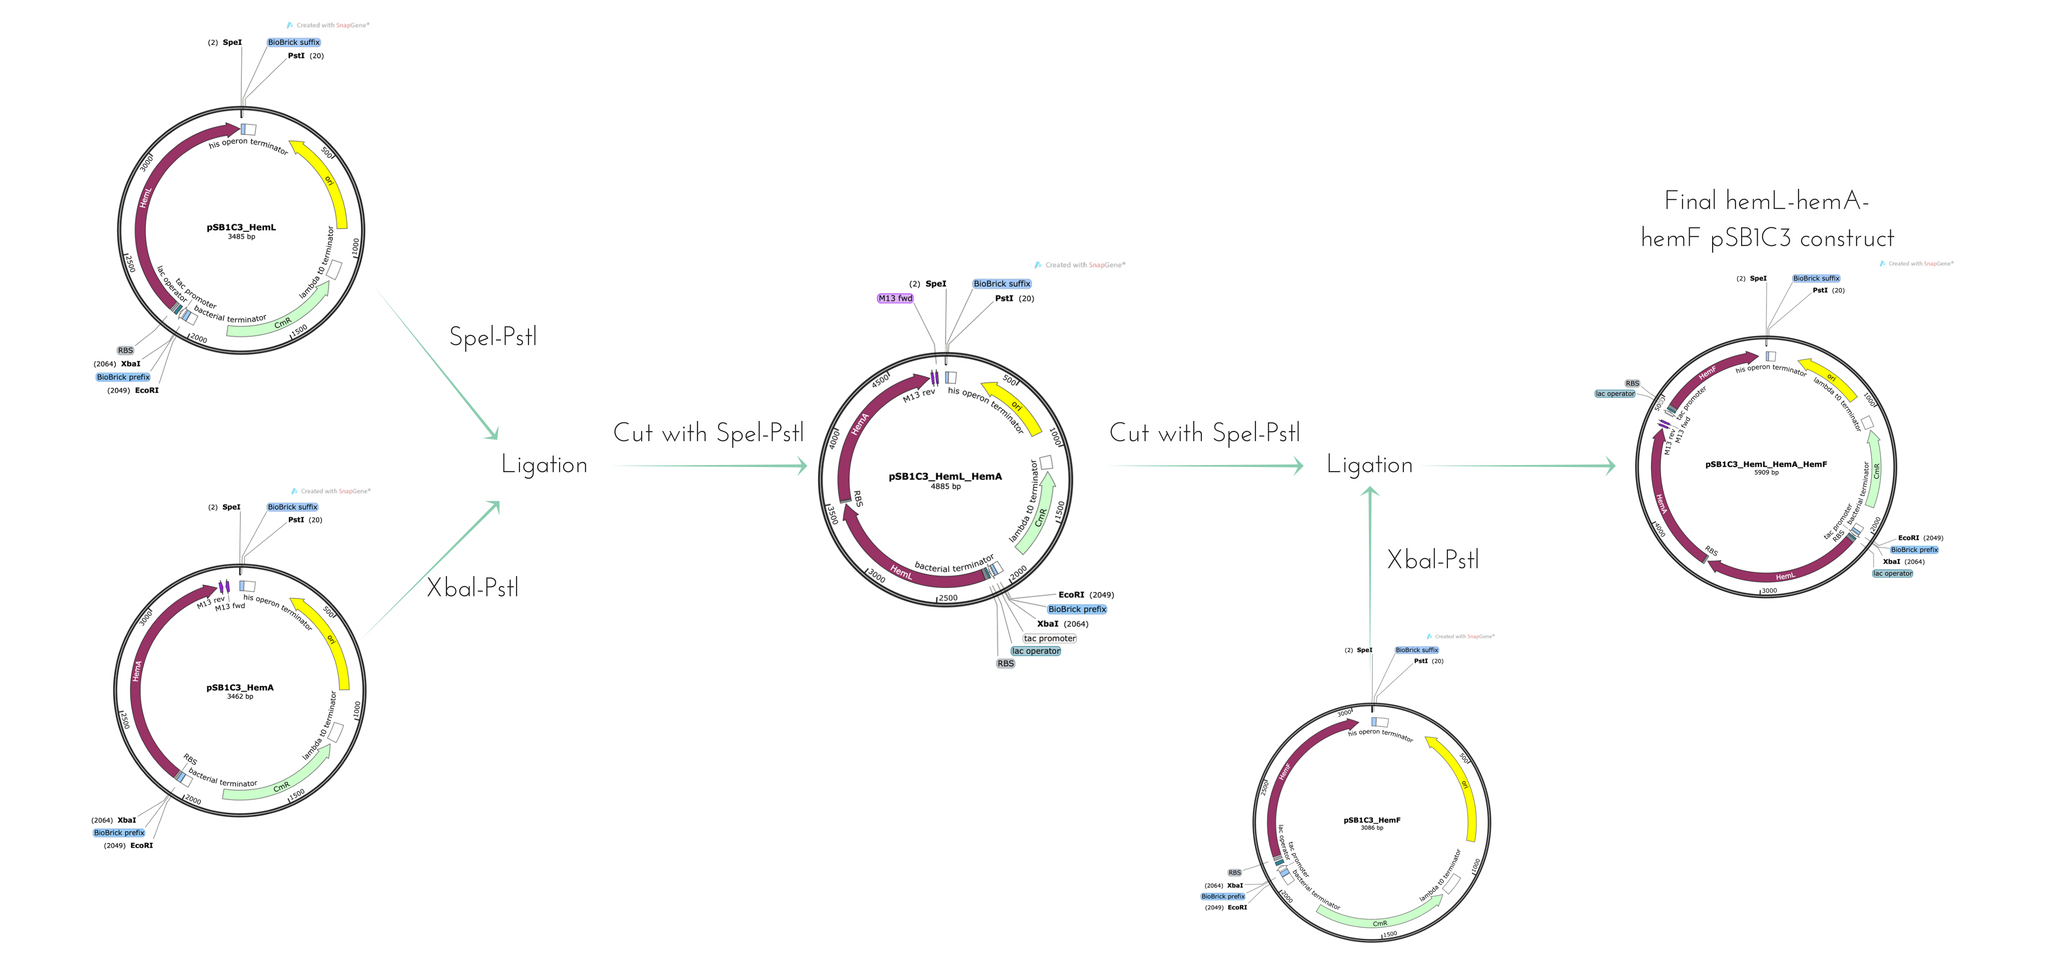 Created with SnapGene®
(2) SpeI
BioBrick suffix
PstI (20)
his operon terminator
500
ori
1000
lambda t0 terminator
CmR
1500
bacterial terminator
2000
tac promoter
lac operator
HemL
2500
3000
pSB1C3_HemL
3485 bp
RBS
(2064) XbaI
BioBrick prefix
(2049) EcoRI
SpeI-PstI
Created with SnapGene®
(2) SpeI
BioBrick suffix
PstI (20)
M13 rev
M13 fwd
his operon terminator
500
ori
1000
lambda t0 terminator
CmR
1500
bacterial terminator
2000
RBS
HemA
2500
3000
pSB1C3_HemA
3462 bp
(2064) XbaI
BioBrick prefix
(2049) EcoRI
XbaI-PstI
Ligation
Cut with SpeI-PstI
Created with SnapGene®
(2) SpeI
BioBrick suffix
M13 fwd
PstI (20)
M13 rev
his operon terminator
500
ori
1000
lambda t0 terminator
CmR
1500
bacterial terminator
2000
2500
HemL
3000
RBS
3500
HemA
4000
4500
pSB1C3_HemL_HemA
4885 bp
EcoRI (2049)
BioBrick prefix
XbaI (2064)
tac promoter
lac operator
RBS
Cut with SpeI-PstI
Ligation
XbaI-PstI
Created with SnapGene®
(2) SpeI
BioBrick suffix
PstI (20)
his operon terminator
500
ori
1000
lambda t0 terminator
CmR
1500
bacterial terminator
2000
tac promoter
lac operator
HemF
2500
3000
pSB1C3_HemF
3086 bp
RBS
(2064) XbaI
BioBrick prefix
(2049) EcoRI
Final hemL-hemA-
hemF pSB1C3 construct
Created with SnapGene®
(2) SpeI
BioBrick suffix
PstI (20)
HemF
his operon terminator
ori
lambda t0 terminator
1000
CmR
bacterial terminator
2000
tac promoter
RBS
HemL
3000
RBS
HemA
4000
M13 rev
M13 fwd
tac promoter
5000
RBS
lac operator
pSB1C3_HemL_HemA_HemF
5909 bp
EcoRI (2049)
BioBrick prefix
XbaI (2064)
lac operator